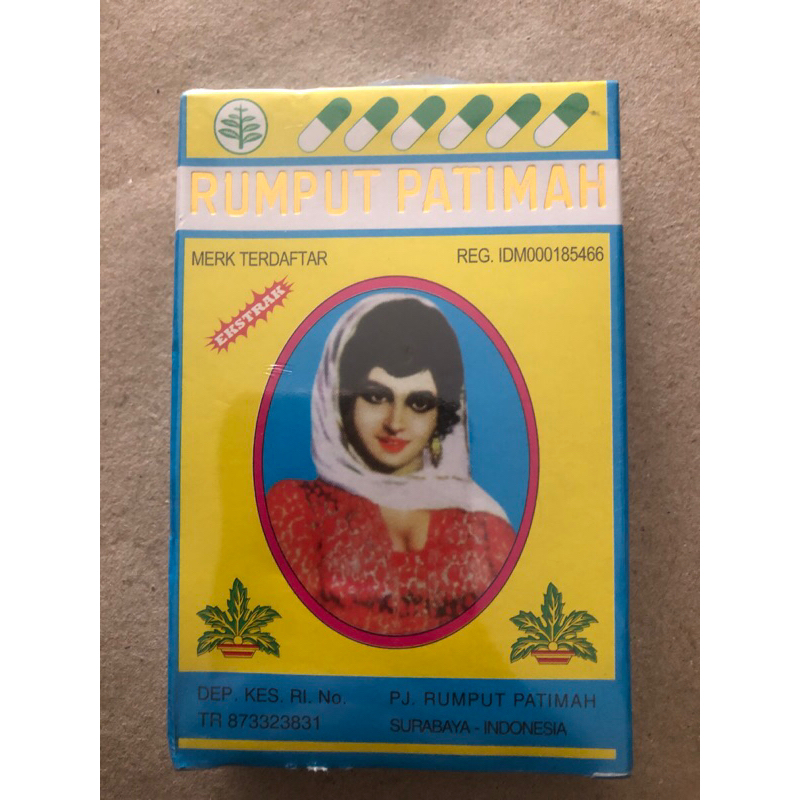 RUMPUT PATIMAH
MERK TERDAFTAR
REG. IDM000185466
EKSTRAK
DEP. KES. RI. No.
TR 873323831
PJ. RUMPUT PATIMAH
SURABAYA - INDONESIA